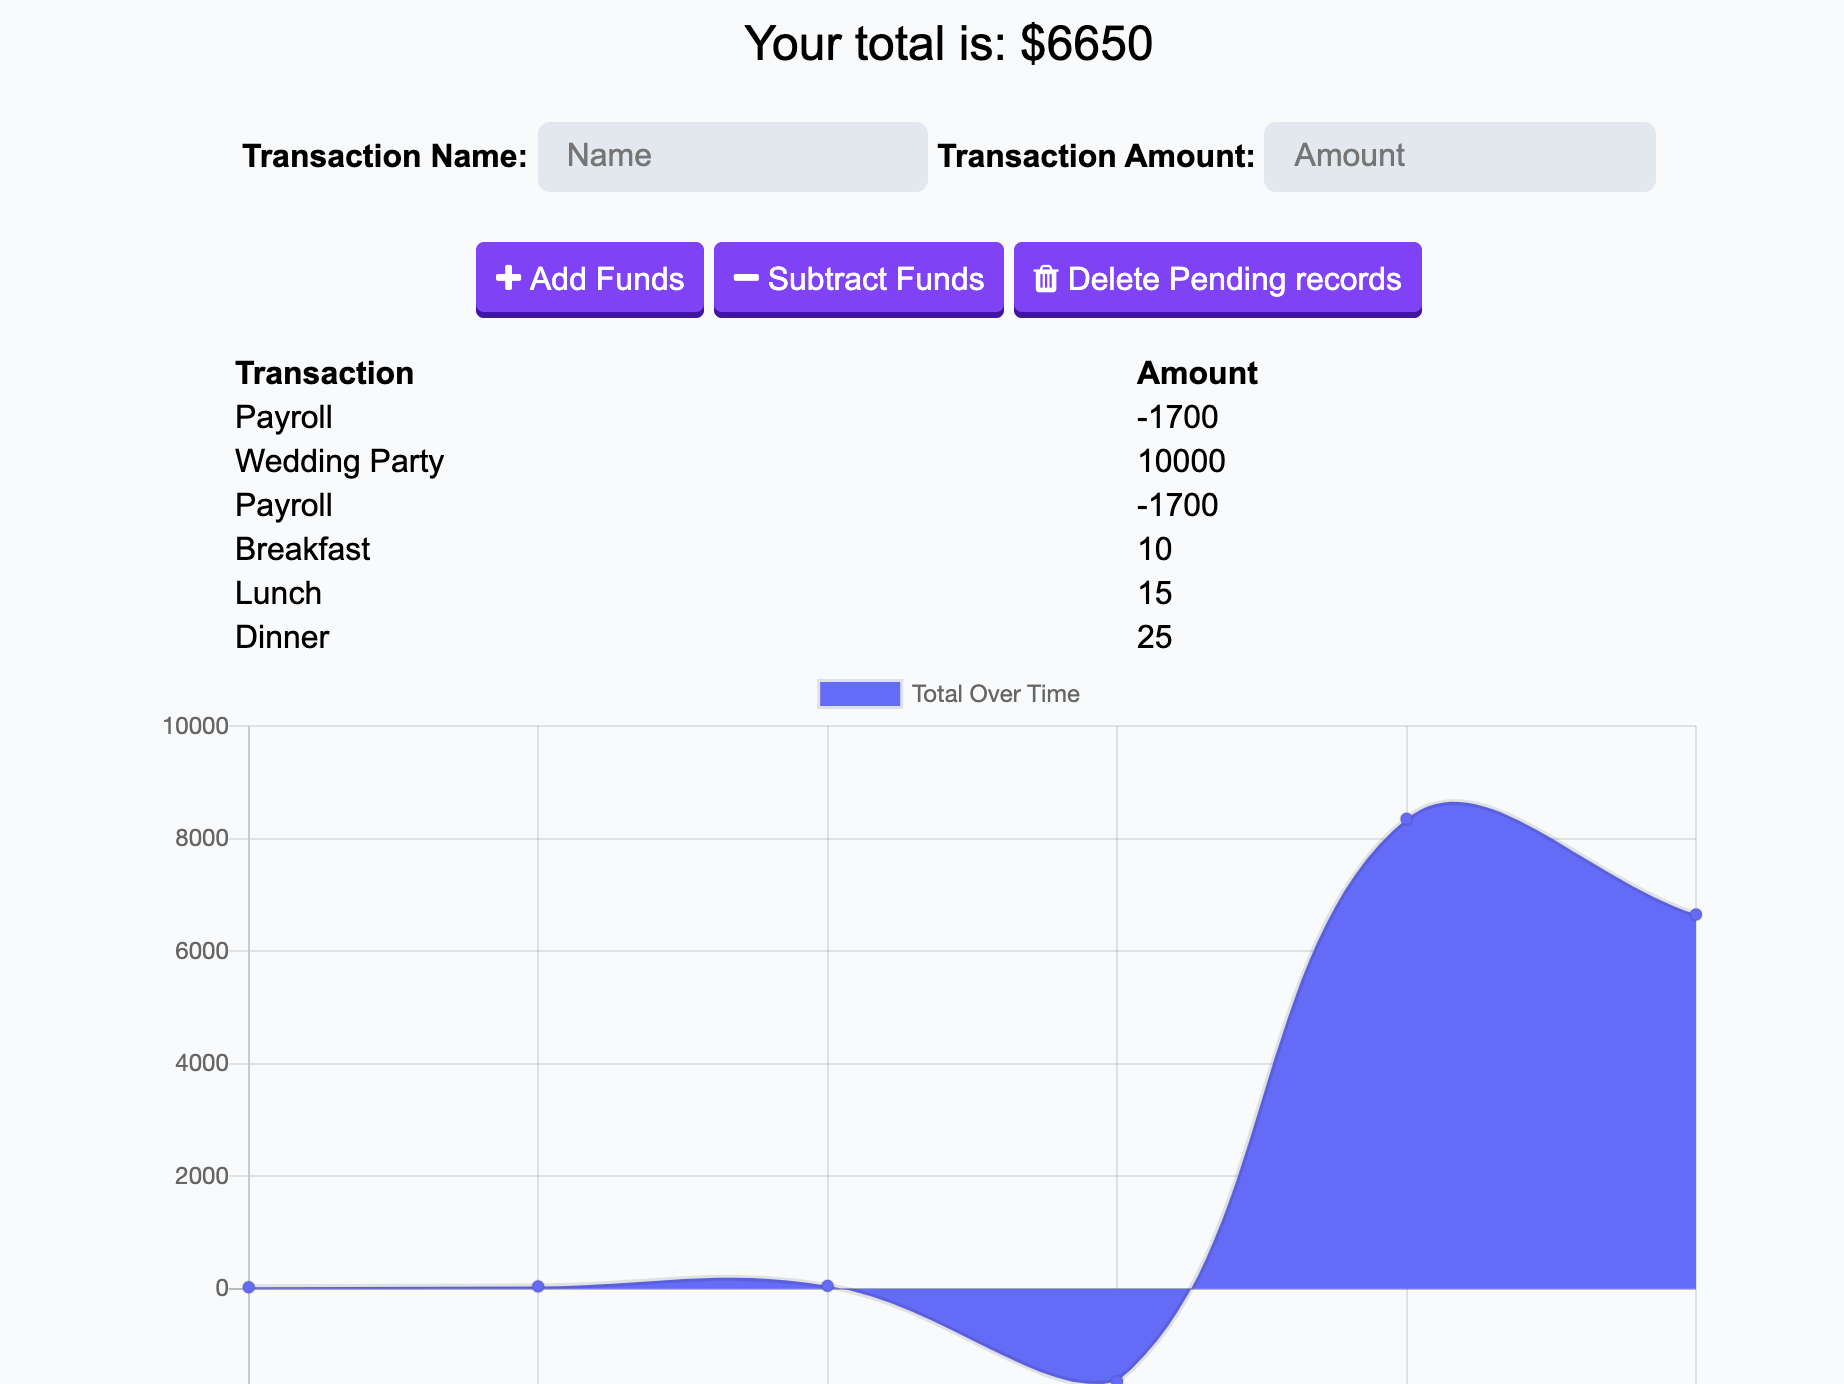 Your total is: $6650
Transaction Name: Name Transaction Amount: Amount
Add Funds Subtract Funds Delete Pending records
Transaction Amount
Payroll -1700
Wedding Party 10000
Payroll -1700
Breakfast 10
Lunch 15
Dinner 25
Total Over Time
10000
8000
6000
4000
2000
0